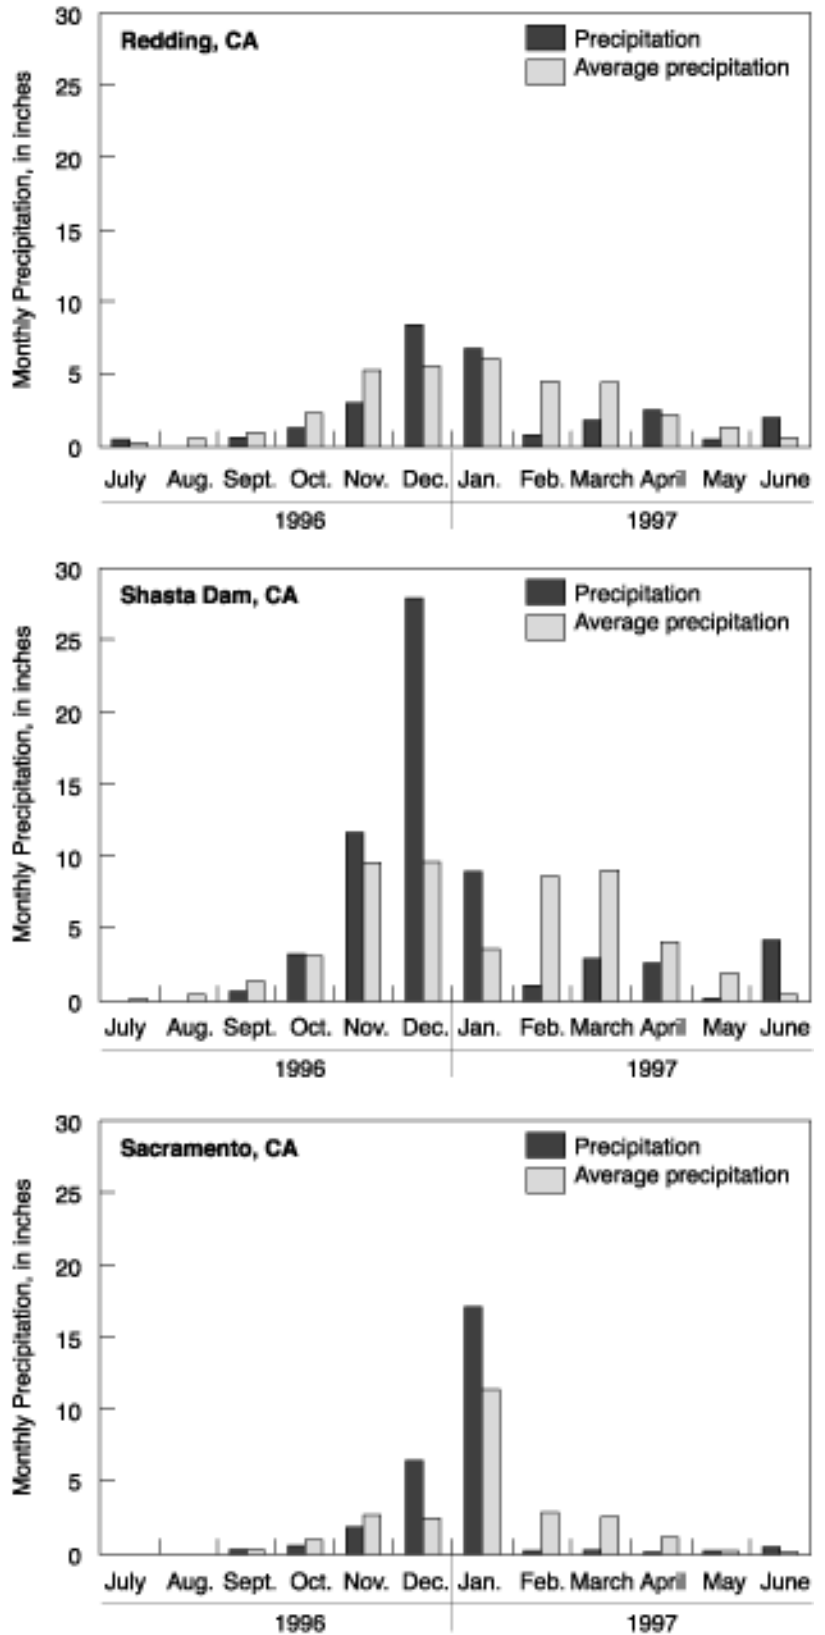 30
Redding, CA
Precipitation
Average precipitation
25
20
15
10
5
0
Monthly Precipitation, in inches
July Aug. Sept. Oct. Nov. Dec. Jan. Feb. March April May June
1996 1997
30
Shasta Dam, CA
Precipitation
Average precipitation
25
20
15
10
5
0
Monthly Precipitation, in inches
July Aug. Sept. Oct. Nov. Dec. Jan. Feb. March April May June
1996 1997
30
Sacramento, CA
Precipitation
Average precipitation
25
20
15
10
5
0
Monthly Precipitation, in inches
July Aug. Sept. Oct. Nov. Dec. Jan. Feb. March April May June
1996 1997